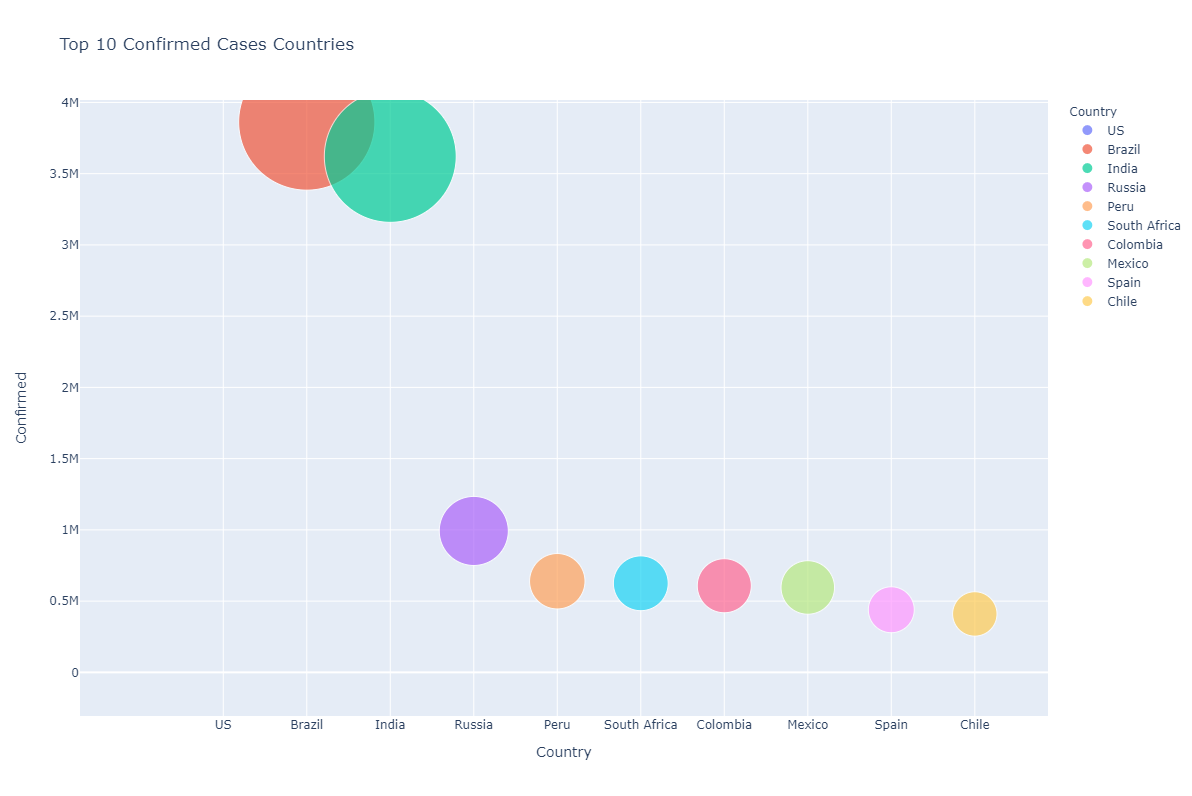 Top 10 Confirmed Cases Countries
4M
3.5M
3M
2.5M
2M
1.5M
1M
0.5M
0
Confirmed
US Brazil India Russia Peru South Africa Colombia Mexico Spain Chile
Country
Country
US
Brazil
India
Russia
Peru
South Africa
Colombia
Mexico
Spain
Chile